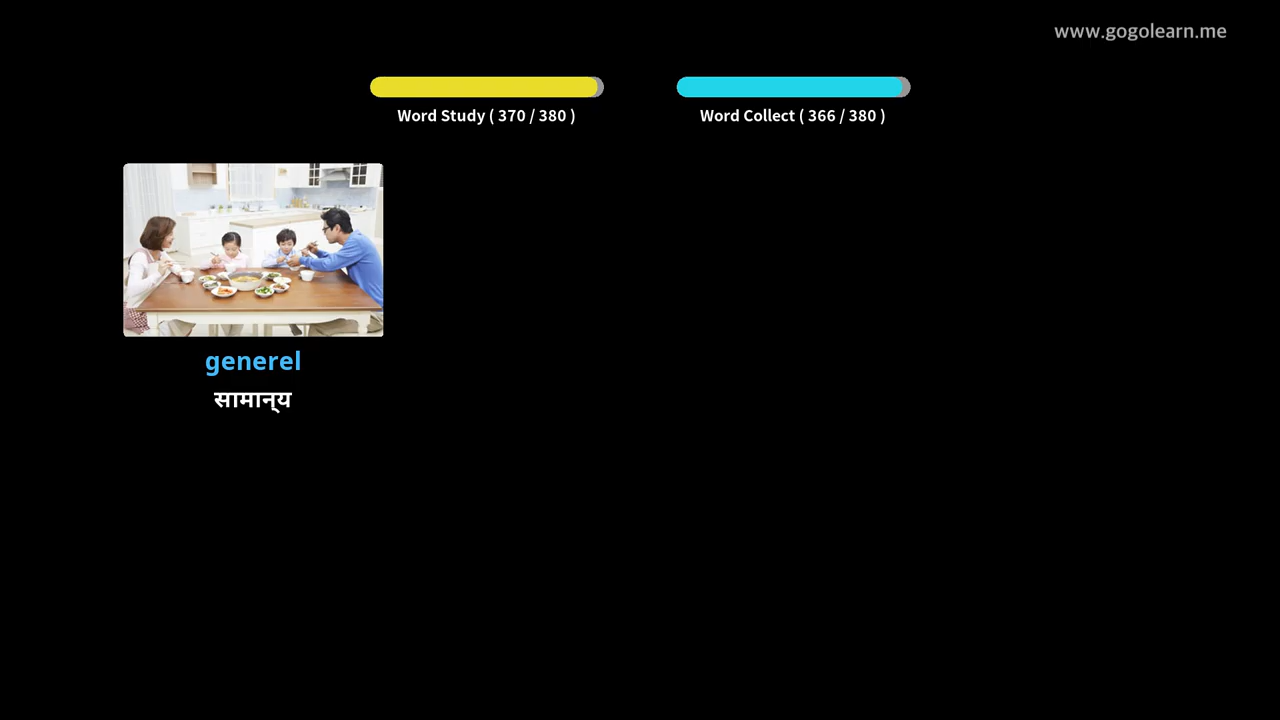 www.gogolearn.me
Word Study ( 370 / 380 )
Word Collect ( 366 / 380 )
generel
सामान्य